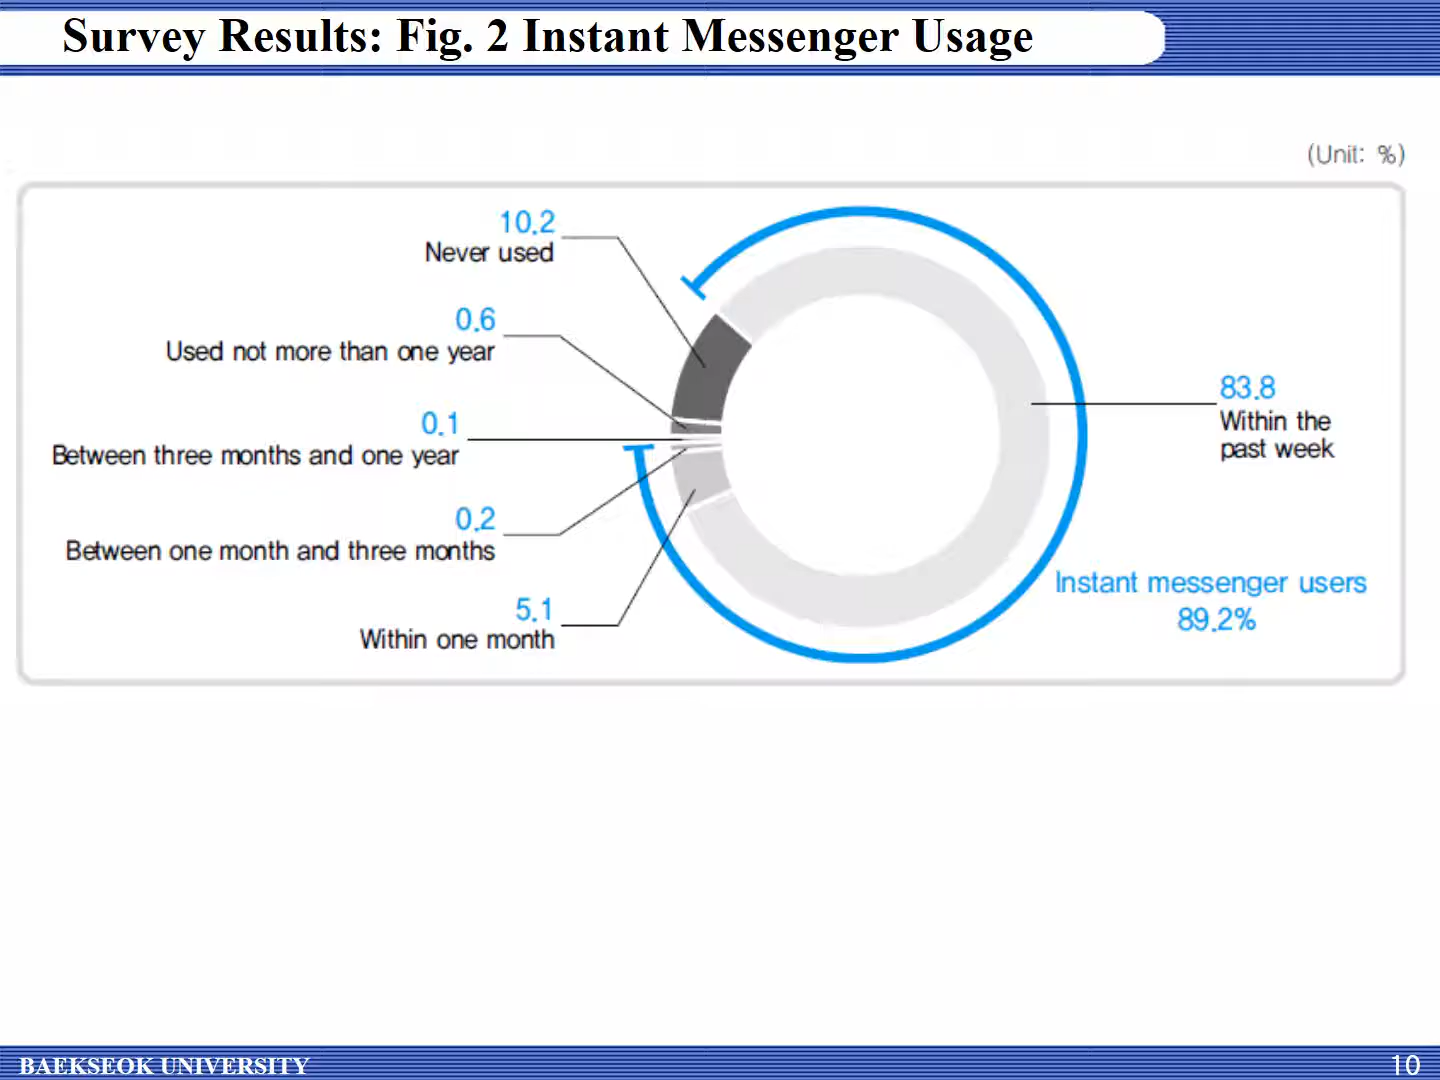 Survey Results: Fig. 2 Instant Messenger Usage
(Unit: %)
10.2
Never used
0.6
Used not more than one year
0.1
Between three months and one year
0.2
Between one month and three months
5.1
Within one month
83.8
Within the
past week
Instant messenger users
89.2%
BAEKSEOK UNIVERSITY
10